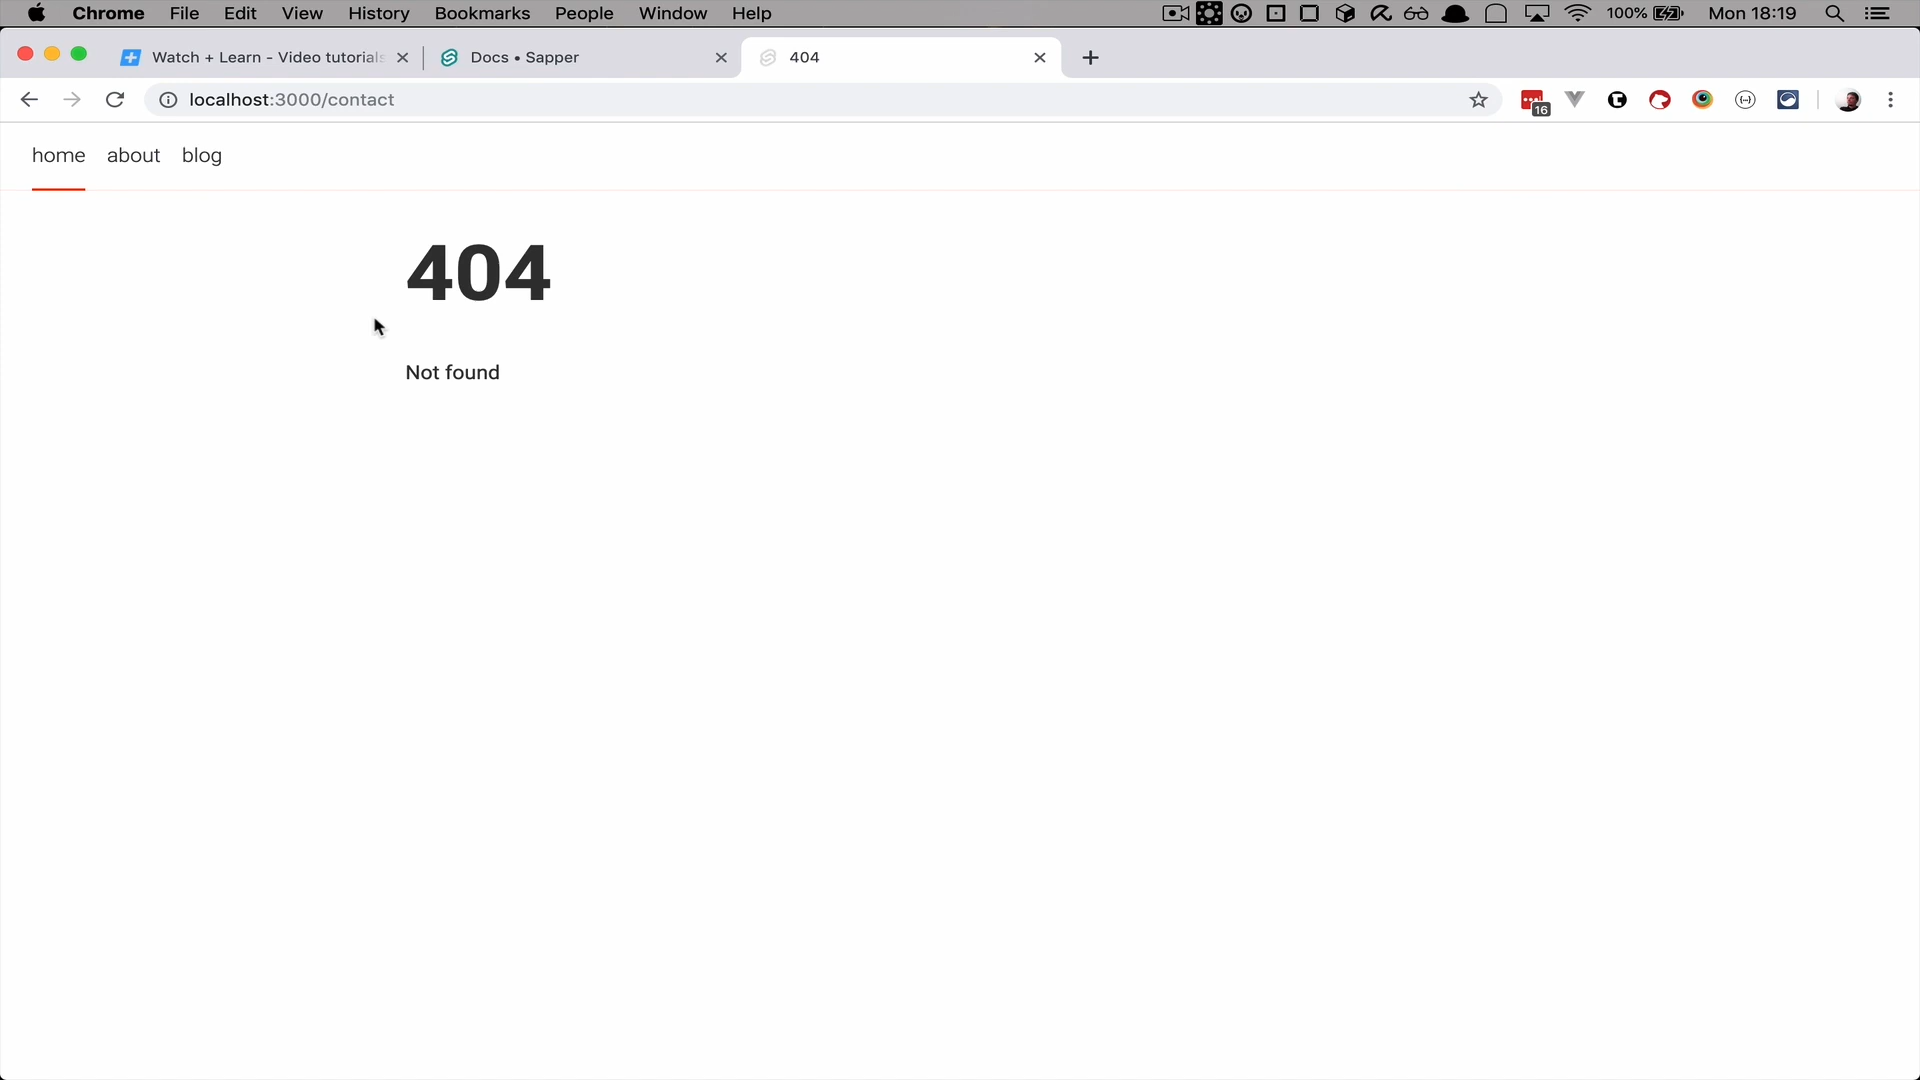 Chrome File Edit View History Bookmarks People Window Help 100% Mon 18:19
Watch + Learn - Video tutorials Docs • Sapper 404
localhost:3000/contact 16
home about blog
404
Not found